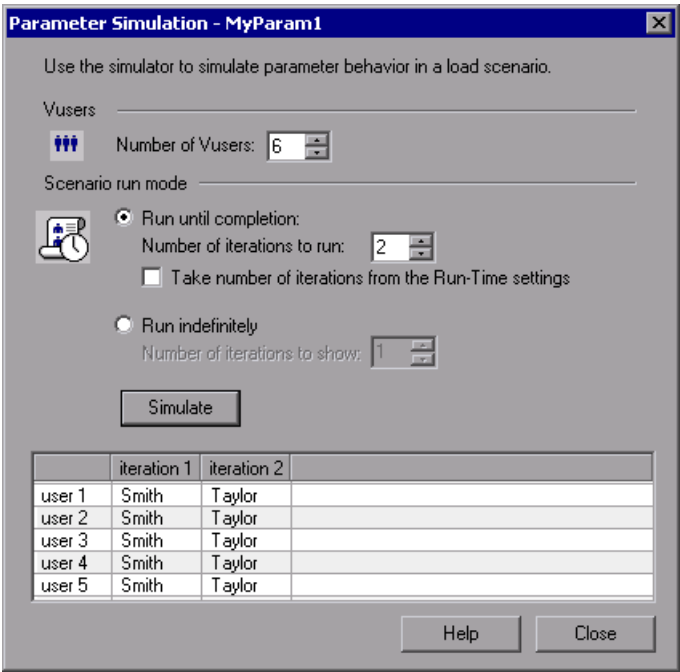 Parameter Simulation - MyParam1
Use the simulator to simulate parameter behavior in a load scenario.
Vusers
Number of Vusers: 6
Scenario run mode
Run until completion:
Number of iterations to run: 2
Take number of iterations from the Run-Time settings
Run indefinitely
Number of iterations to show: 1
Simulate
iteration 1 iteration 2
user 1 Smith Taylor
user 2 Smith Taylor
user 3 Smith Taylor
user 4 Smith Taylor
user 5 Smith Taylor
Help Close